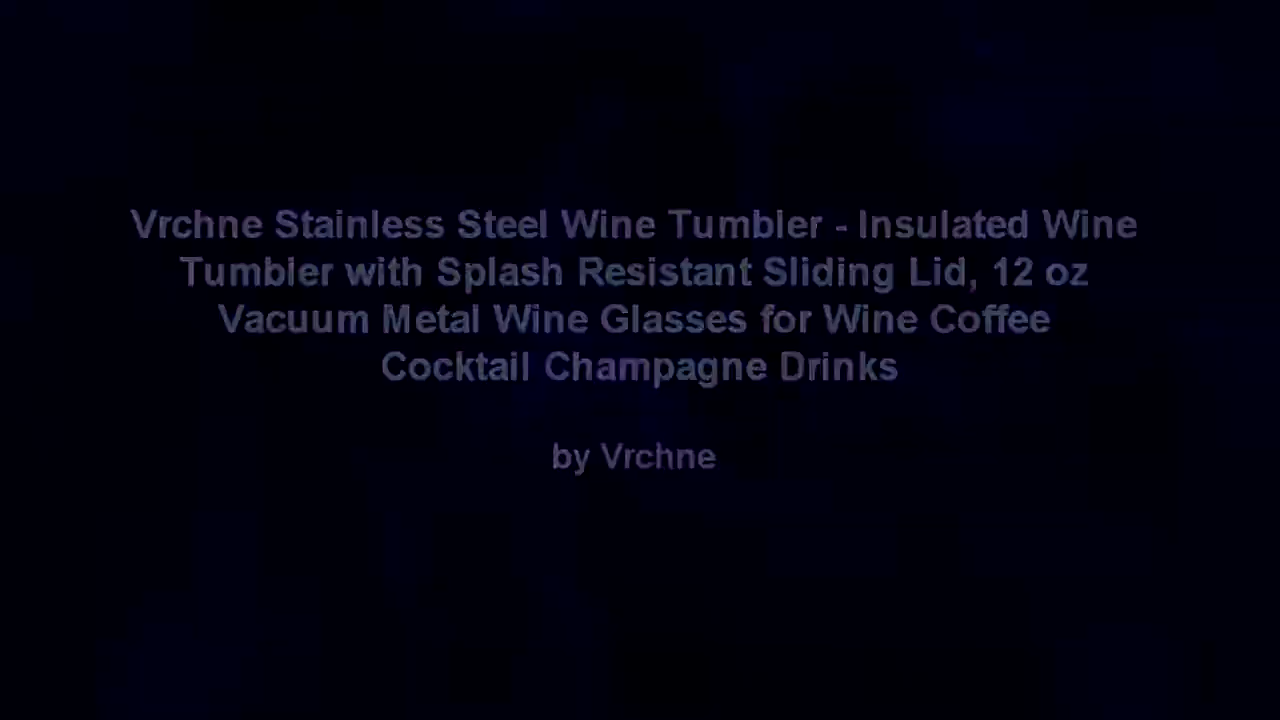 Vrchne Stainless Steel Wine Tumbler - Insulated Wine
Tumbler with Splash Resistant Sliding Lid, 12 oz
Vacuum Metal Wine Glasses for Wine Coffee
Cocktail Champagne Drinks
by Vrchne